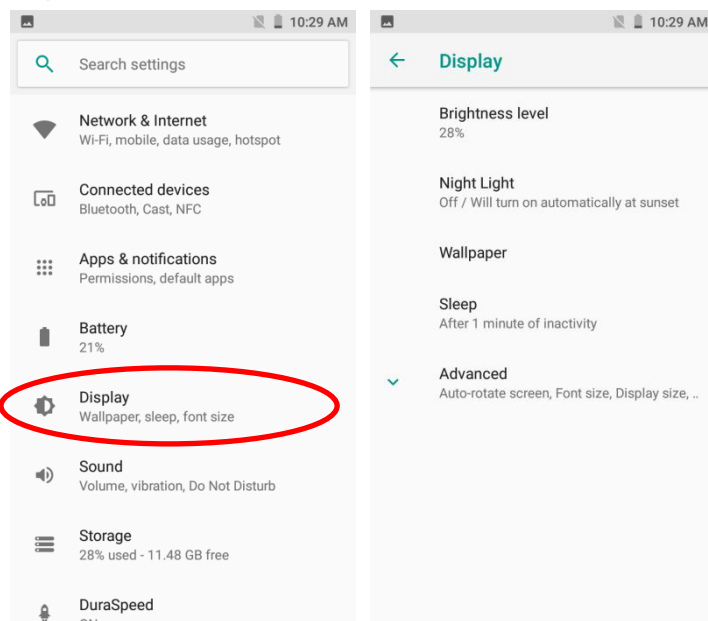 10:29 AM
Search settings
Network & Internet
Wi-Fi, mobile, data usage, hotspot
Connected devices
Bluetooth, Cast, NFC
Apps & notifications
Permissions, default apps
Battery
21%
Display
Wallpaper, sleep, font size
Sound
Volume, vibration, Do Not Disturb
Storage
28% used - 11.48 GB free
DuraSpeed
10:29 AM
Display
Brightness level
28%
Night Light
Off / Will turn on automatically at sunset
Wallpaper
Sleep
After 1 minute of inactivity
Advanced
Auto-rotate screen, Font size, Display size, ..